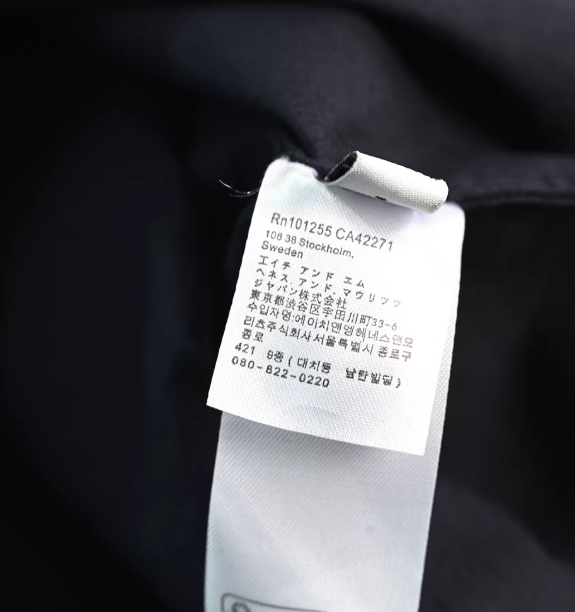 Rn101255 CA42271
106 38 Stockholm,
Sweden
エイチ アンド エム
ヘネス アンド マウリッツ
ジャパン株式会社
東京都渋谷区宇田川町33-6
수입자명:에이치앤엠헤네스앤모
리츠주식회사서울특별시 종로구
종로
421 8층 ( 대치동 남한빌딩 )
080-822-0220